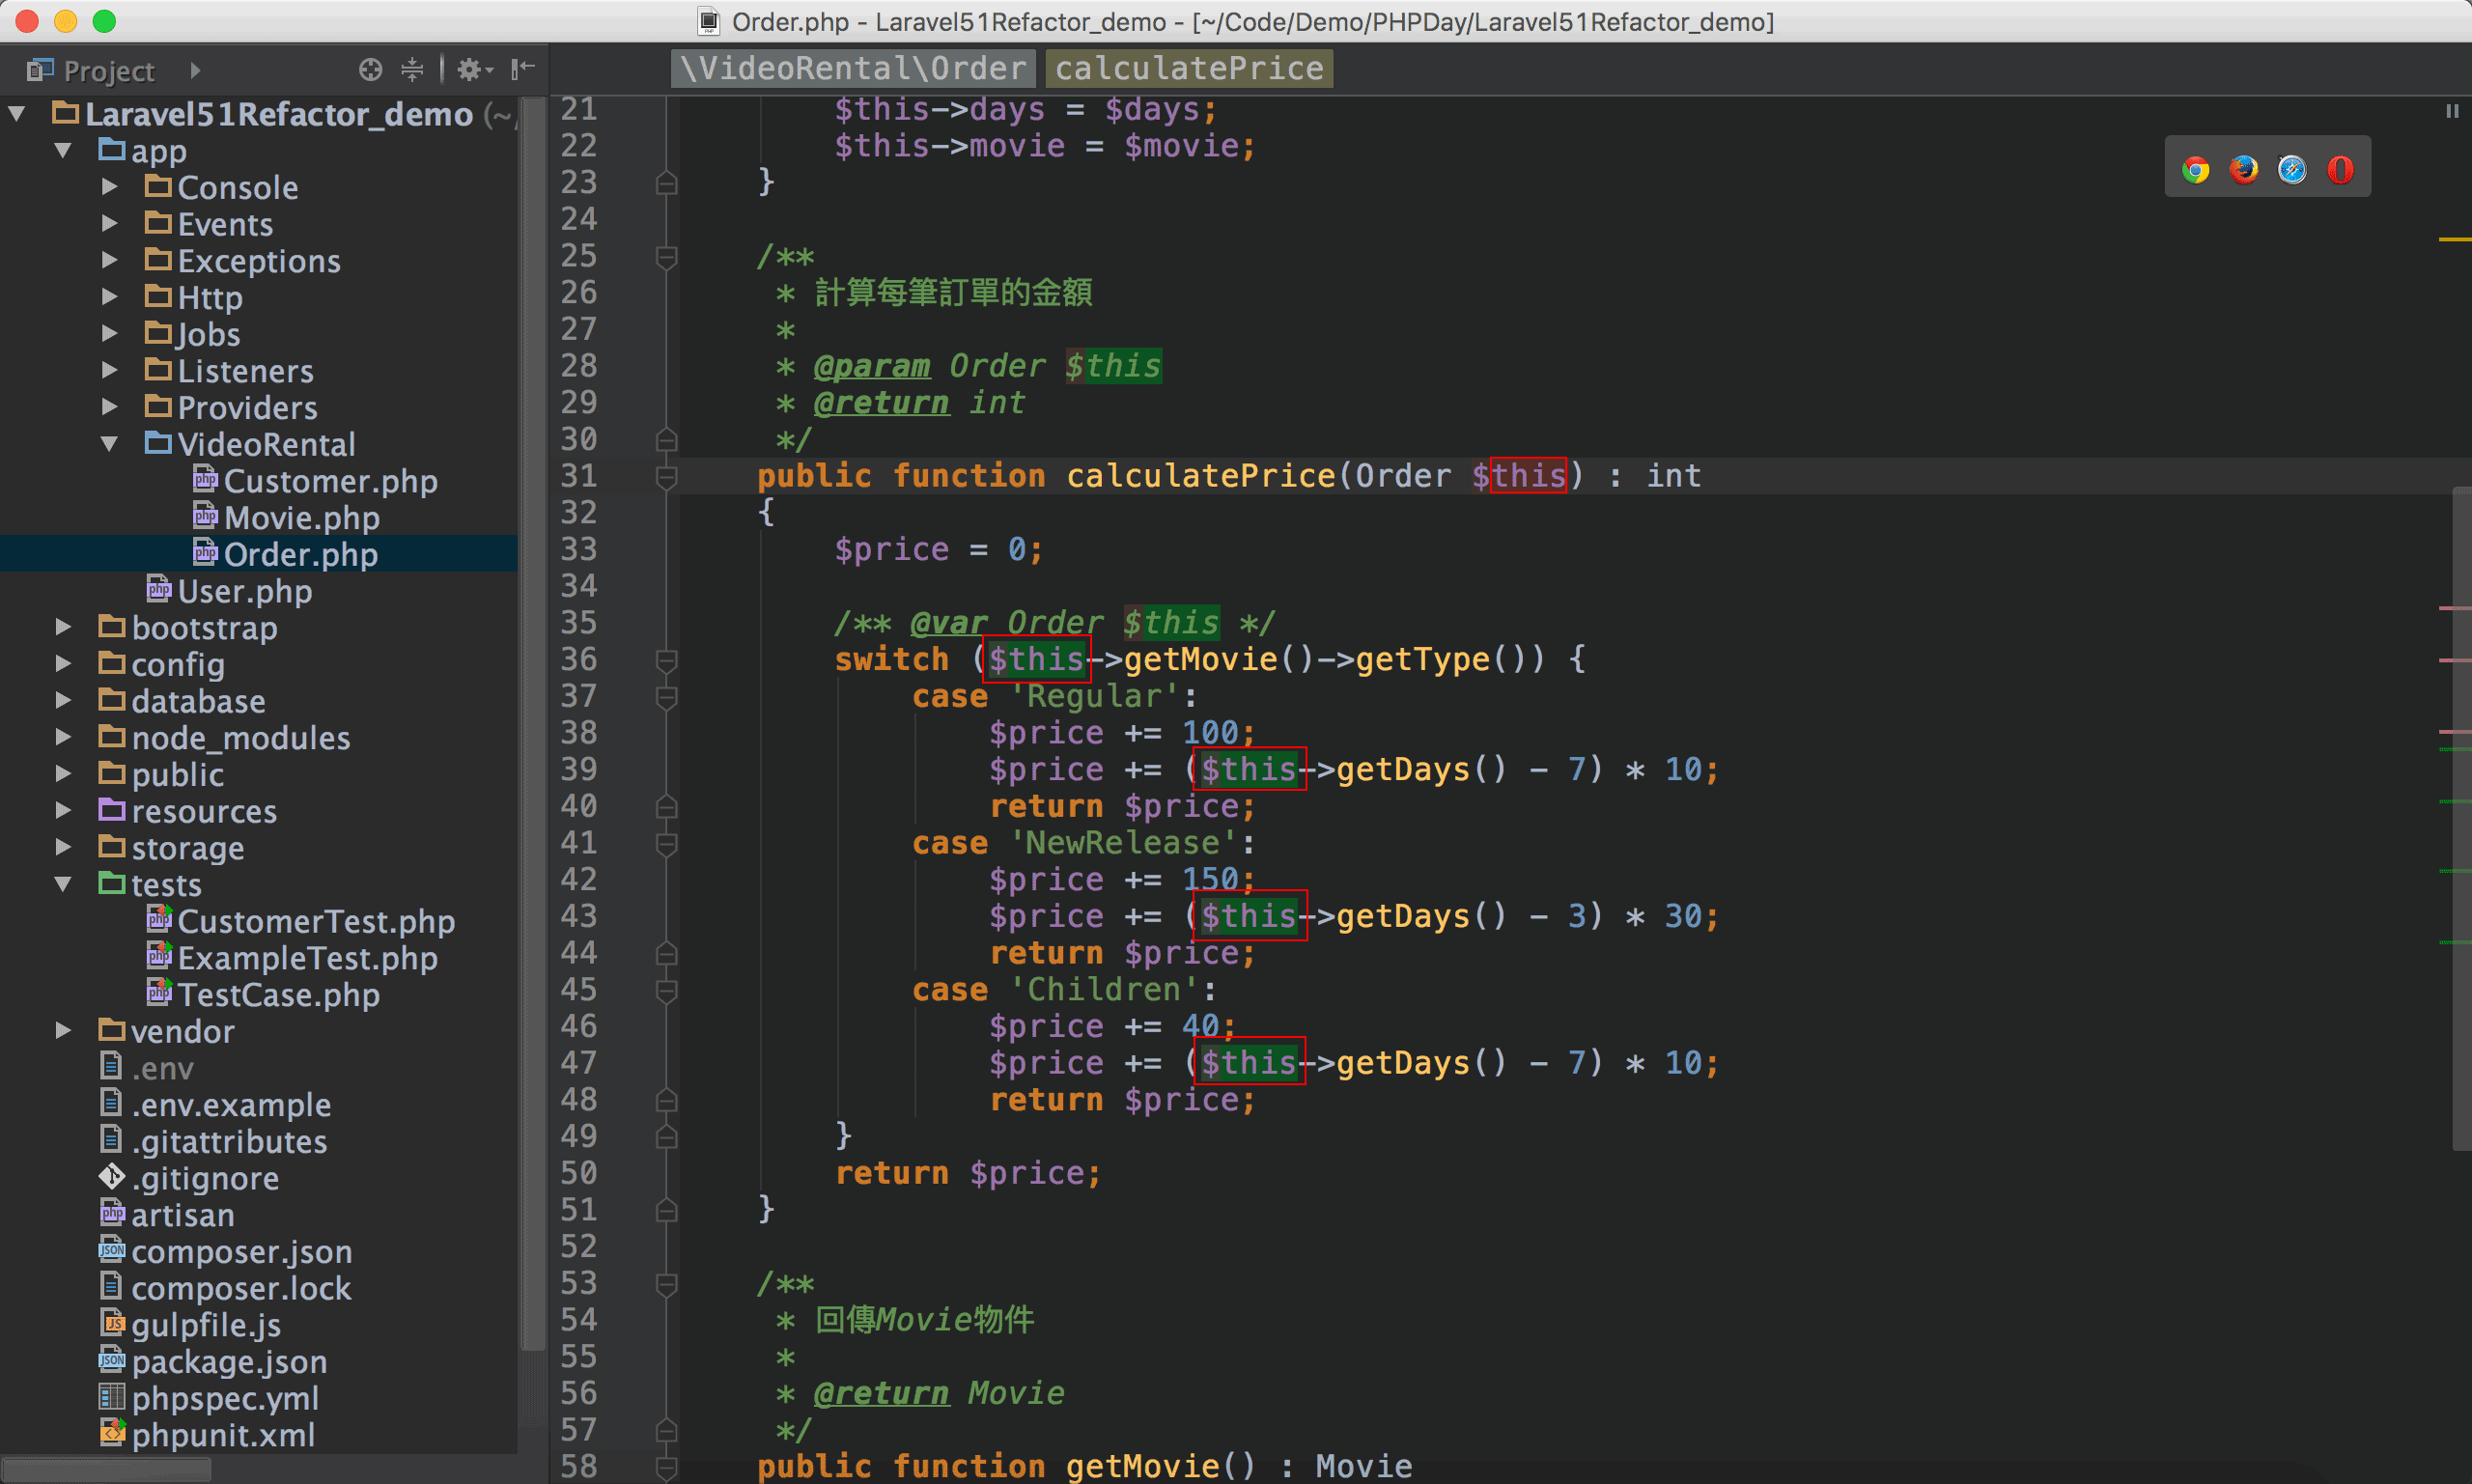 Order.php - Laravel51Refactor_demo - [~/Code/Demo/PHPDay/Laravel51Refactor_demo]
Project
\VideoRental\Order calculatePrice
Laravel51Refactor_demo (~/
app
Console
Events
Exceptions
Http
Jobs
Listeners
Providers
VideoRental
Customer.php
Movie.php
Order.php
User.php
bootstrap
config
database
node_modules
public
resources
storage
tests
CustomerTest.php
ExampleTest.php
TestCase.php
vendor
.env
.env.example
.gitattributes
.gitignore
artisan
composer.json
composer.lock
gulpfile.js
package.json
phpspec.yml
phpunit.xml
21 $this->days = $days;
22 $this->movie = $movie;
23 }
24
25 /**
26 * 計算每筆訂單的金額
27 *
28 * @param Order $this
29 * @return int
30 */
31 public function calculatePrice(Order $this) : int
32 {
33 $price = 0;
34
35 /** @var Order $this */
36 switch ($this->getMovie()->getType()) {
37 case 'Regular':
38 $price += 100;
39 $price += ($this->getDays() - 7) * 10;
40 return $price;
41 case 'NewRelease':
42 $price += 150;
43 $price += ($this->getDays() - 3) * 30;
44 return $price;
45 case 'Children':
46 $price += 40;
47 $price += ($this->getDays() - 7) * 10;
48 return $price;
49 }
50 return $price;
51 }
52
53 /**
54 * 回傳Movie物件
55 *
56 * @return Movie
57 */
58 public function getMovie() : Movie